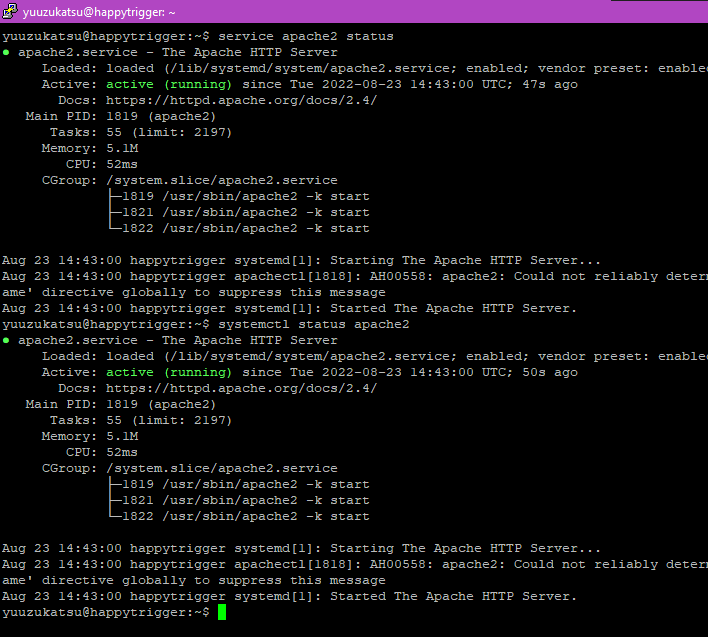 yuuzukatsu@happytrigger: ~
yuuzukatsu@happytrigger:~$ service apache2 status
● apache2.service - The Apache HTTP Server
     Loaded: loaded (/lib/systemd/system/apache2.service; enabled; vendor preset: enable
     Active: active (running) since Tue 2022-08-23 14:43:00 UTC; 47s ago
       Docs: https://httpd.apache.org/docs/2.4/
   Main PID: 1819 (apache2)
      Tasks: 55 (limit: 2197)
     Memory: 5.1M
        CPU: 52ms
     CGroup: /system.slice/apache2.service
             ├─1819 /usr/sbin/apache2 -k start
             ├─1821 /usr/sbin/apache2 -k start
             └─1822 /usr/sbin/apache2 -k start
Aug 23 14:43:00 happytrigger systemd[1]: Starting The Apache HTTP Server...
Aug 23 14:43:00 happytrigger apachectl[1818]: AH00558: apache2: Could not reliably deter
ame' directive globally to suppress this message
Aug 23 14:43:00 happytrigger systemd[1]: Started The Apache HTTP Server.
yuuzukatsu@happytrigger:~$ systemctl status apache2
● apache2.service - The Apache HTTP Server
     Loaded: loaded (/lib/systemd/system/apache2.service; enabled; vendor preset: enable
     Active: active (running) since Tue 2022-08-23 14:43:00 UTC; 50s ago
       Docs: https://httpd.apache.org/docs/2.4/
   Main PID: 1819 (apache2)
      Tasks: 55 (limit: 2197)
     Memory: 5.1M
        CPU: 52ms
     CGroup: /system.slice/apache2.service
             ├─1819 /usr/sbin/apache2 -k start
             ├─1821 /usr/sbin/apache2 -k start
             └─1822 /usr/sbin/apache2 -k start
Aug 23 14:43:00 happytrigger systemd[1]: Starting The Apache HTTP Server...
Aug 23 14:43:00 happytrigger apachectl[1818]: AH00558: apache2: Could not reliably deter
ame' directive globally to suppress this message
Aug 23 14:43:00 happytrigger systemd[1]: Started The Apache HTTP Server.
yuuzukatsu@happytrigger:~$